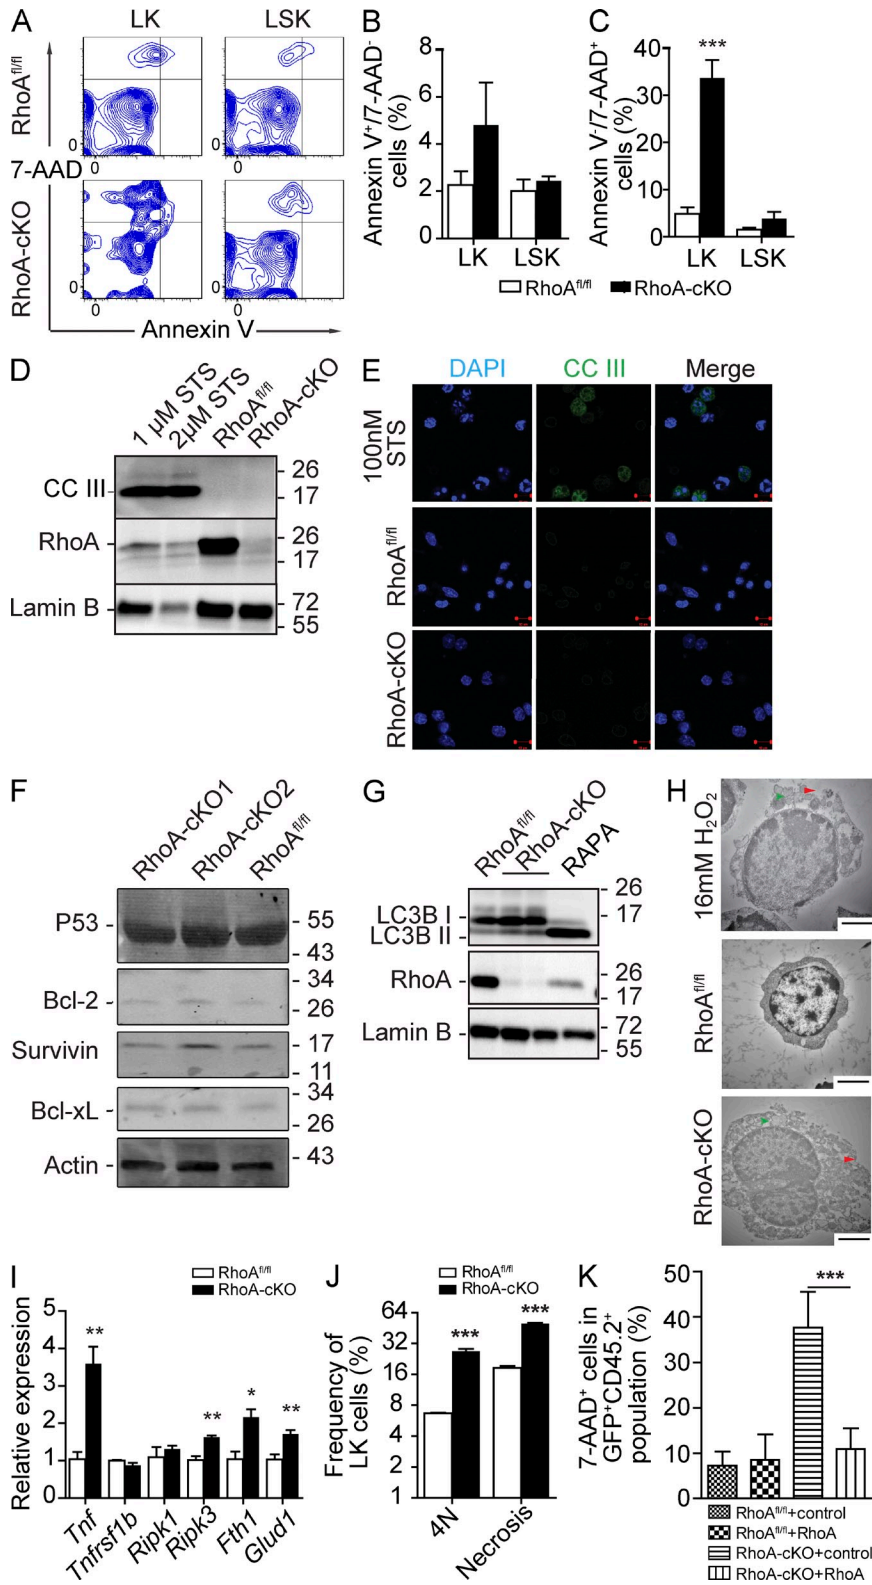 A
LK
LSK
RhoA^fl/fl
7-AAD
RhoA-cKO
0
0
0
0
0
0
Annexin V
B
Annexin V⁺/7-AAD⁻
cells (%)
8
6
4
2
0
LK
LSK
C
Annexin V⁻/7-AAD⁺
cells (%)
40
30
20
10
0
***
LK
LSK
RhoA^fl/fl
RhoA-cKO
D
1 µM STS
2µM STS
RhoA^fl/fl
RhoA-cKO
CC III
26
17
RhoA
26
17
Lamin B
72
55
E
DAPI
CC III
Merge
100nM
STS
RhoA^fl/fl
RhoA-cKO
F
RhoA-cKO1
RhoA-cKO2
RhoA^fl/fl
P53
55
43
Bcl-2
34
26
Survivin
17
11
Bcl-xL
34
26
Actin
43
G
RhoA^fl/fl
RhoA-cKO
RAPA
LC3B I
LC3B II
26
17
RhoA
26
17
Lamin B
72
55
H
16mM H₂O₂
RhoA^fl/fl
RhoA-cKO
I
RhoA^fl/fl
RhoA-cKO
Relative expression
5
4
3
2
1
0
**
**
*
**
Tnf
Tnfrsf1b
Ripk1
Ripk3
Fth1
Glud1
J
RhoA^fl/fl
RhoA-cKO
Frequency of
LK cells (%)
64
32
16
8
4
2
1
***
***
4N
Necrosis
K
7-AAD⁺ cells in
GFP⁺CD45.2⁺
population (%)
50
40
30
20
10
0
***
RhoA^fl/fl+control
RhoA^fl/fl+RhoA
RhoA-cKO+control
RhoA-cKO+RhoA